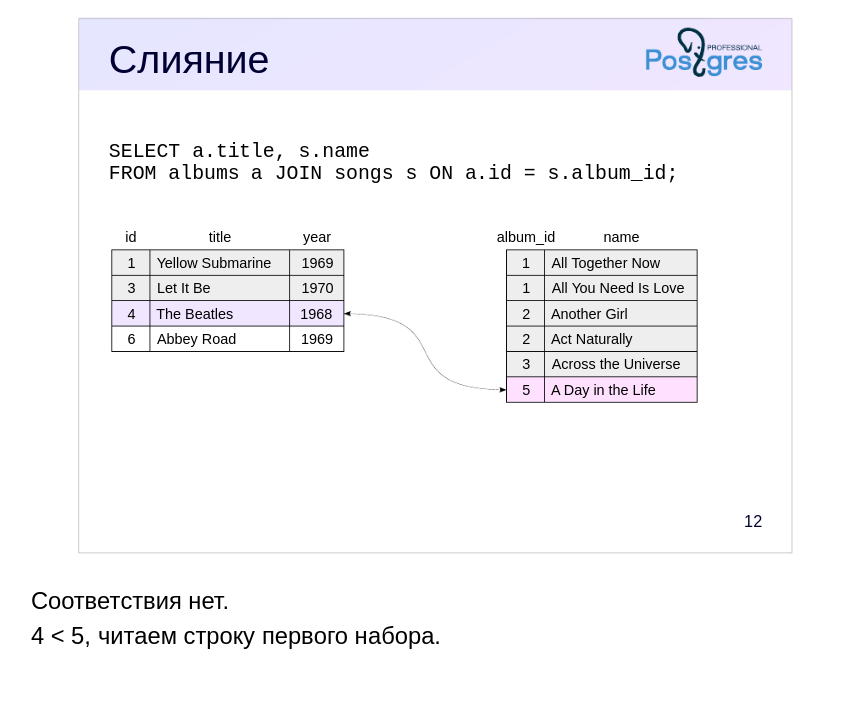 Слияние
PROFESSIONAL
Postgres
SELECT a.title, s.name
FROM albums a JOIN songs s ON a.id = s.album_id;
id title year
1 Yellow Submarine 1969
3 Let It Be 1970
4 The Beatles 1968
6 Abbey Road 1969
album_id name
1 All Together Now
1 All You Need Is Love
2 Another Girl
2 Act Naturally
3 Across the Universe
5 A Day in the Life
12
Соответствия нет.
4 < 5, читаем строку первого набора.